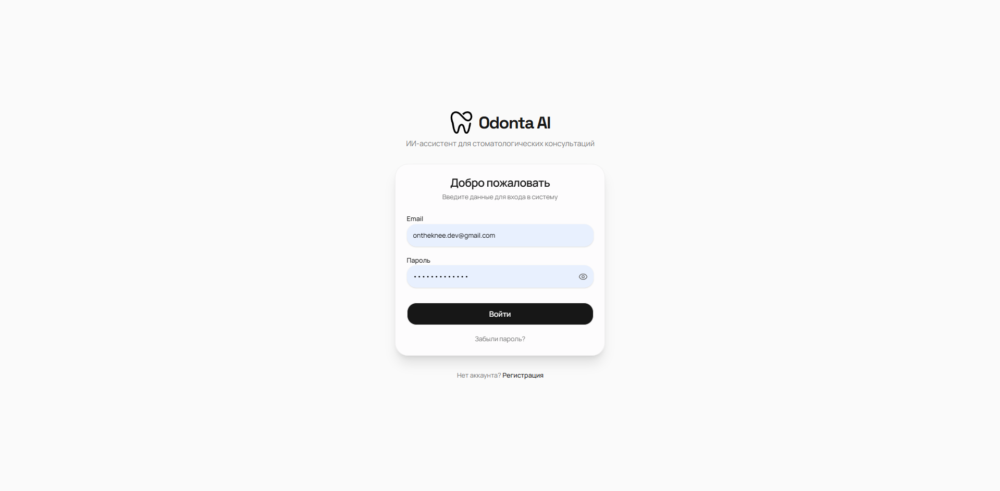 Odonta AI
ИИ-ассистент для стоматологических консультаций
Добро пожаловать
Введите данные для входа в систему
Email
ontheknee.dev@gmail.com
Пароль
•••••••••••••
Войти
Забыли пароль?
Нет аккаунта? Регистрация